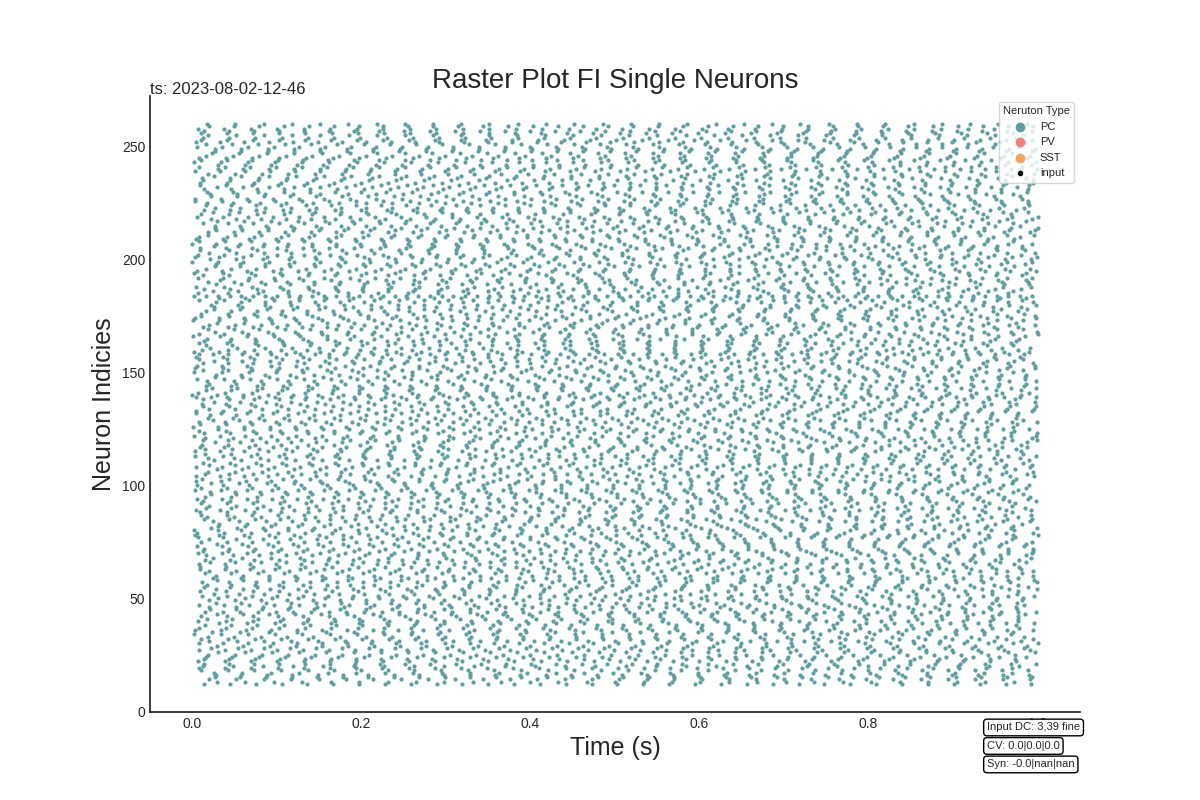 Raster Plot FI Single Neurons
ts: 2023-08-02-12-46
Neruton Type
PC
PV
SST
input
Neuron Indicies
250
200
150
100
50
0
0.0 0.2 0.4 0.6 0.8
Time (s)
Input DC: 3,39 fine
CV: 0.0|0.0|0.0
Syn: -0.0|nan|nan